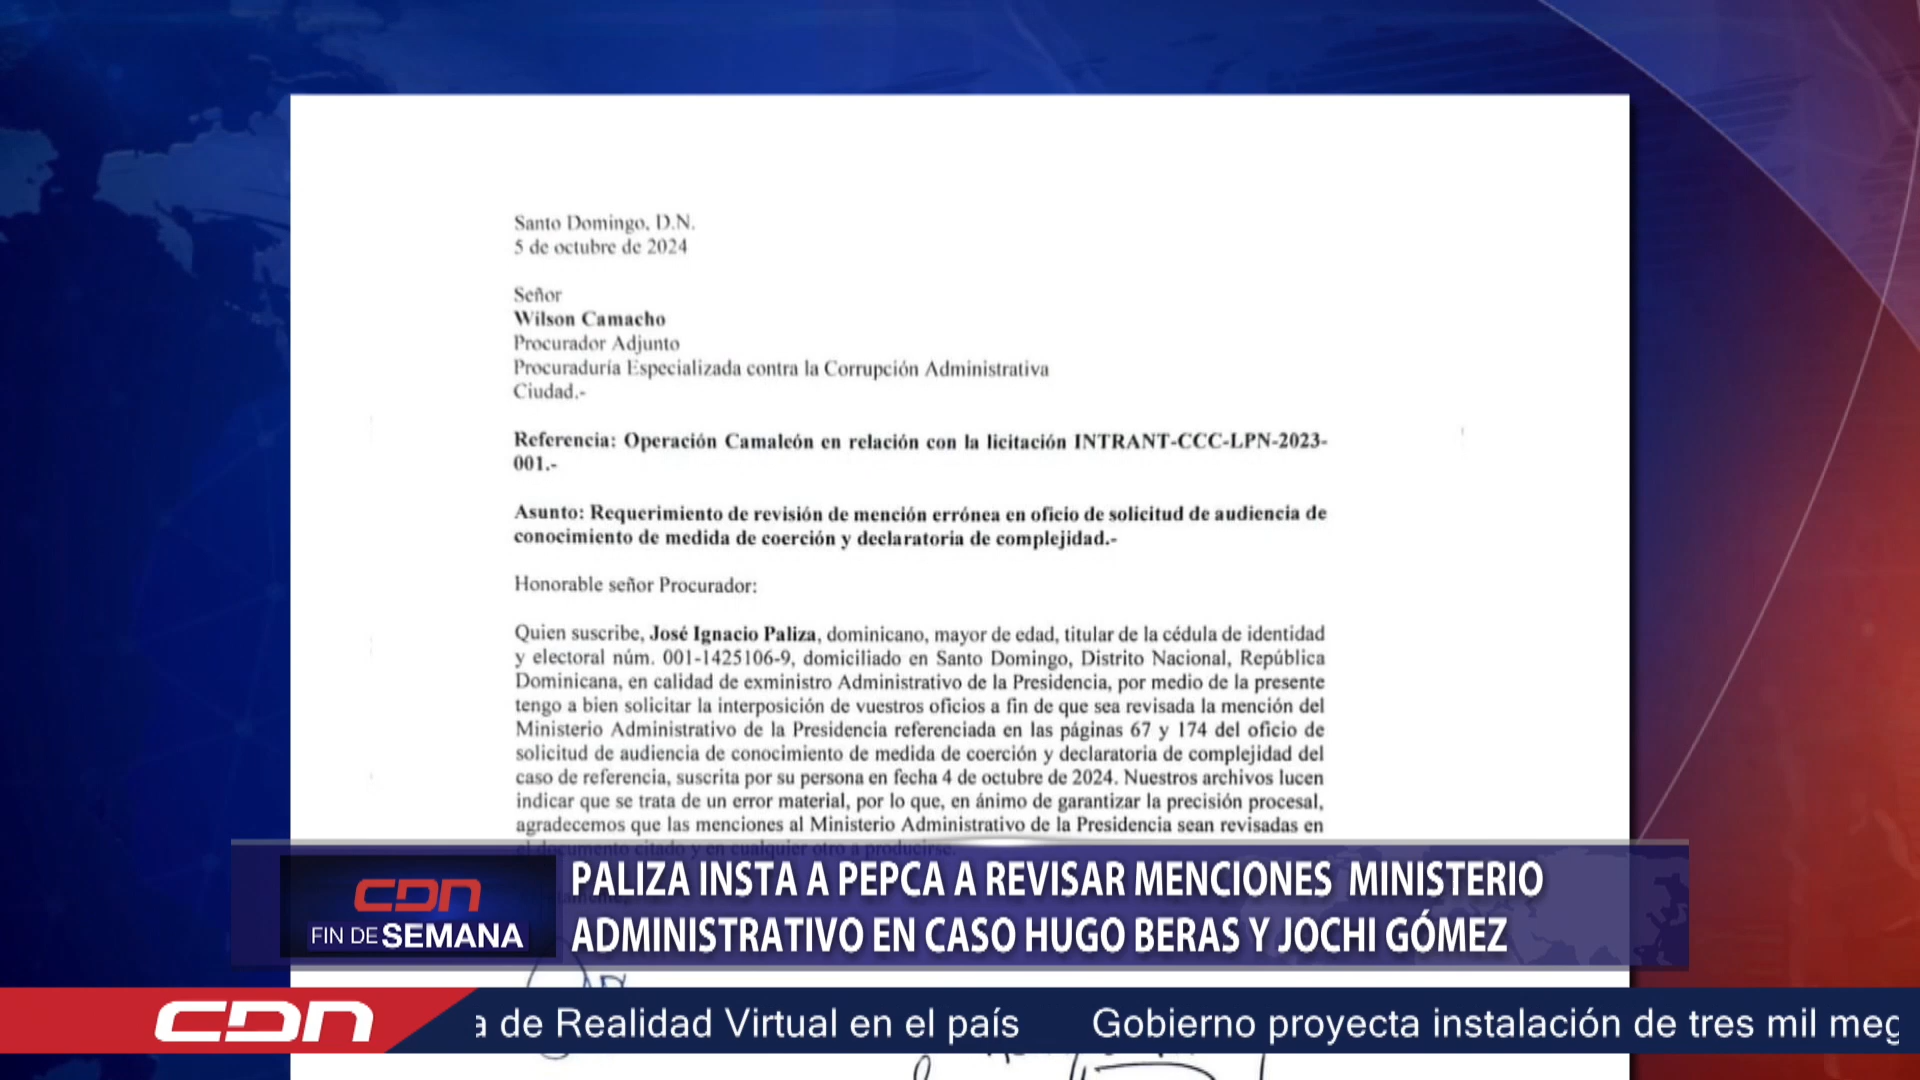 Santo Domingo, D.N.
5 de octubre de 2024
Señor
Wilson Camacho
Procurador Adjunto
Procuraduría Especializada contra la Corrupción Administrativa
Ciudad.-
Referencia: Operación Camaleón en relación con la licitación INTRANT-CCC-LPN-2023-
001.-
Asunto: Requerimiento de revisión de mención errónea en oficio de solicitud de audiencia de
conocimiento de medida de coerción y declaratoria de complejidad.-
Honorable señor Procurador:
Quien suscribe, José Ignacio Paliza, dominicano, mayor de edad, titular de la cédula de identidad
y electoral núm. 001-1425106-9, domiciliado en Santo Domingo, Distrito Nacional, República
Dominicana, en calidad de exministro Administrativo de la Presidencia, por medio de la presente
tengo a bien solicitar la interposición de vuestros oficios a fin de que sea revisada la mención del
Ministerio Administrativo de la Presidencia referenciada en las páginas 67 y 174 del oficio de
solicitud de audiencia de conocimiento de medida de coerción y declaratoria de complejidad del
caso de referencia, suscrita por su persona en fecha 4 de octubre de 2024. Nuestros archivos lucen
indicar que se trata de un error material, por lo que, en ánimo de garantizar la precisión procesal,
agradecemos que las menciones al Ministerio Administrativo de la Presidencia sean revisadas en
el documento citado y en cualquier otro a producirse.
CDN
FIN DE SEMANA
PALIZA INSTA A PEPCA A REVISAR MENCIONES MINISTERIO
ADMINISTRATIVO EN CASO HUGO BERAS Y JOCHI GÓMEZ
CDN
a de Realidad Virtual en el país Gobierno proyecta instalación de tres mil meg